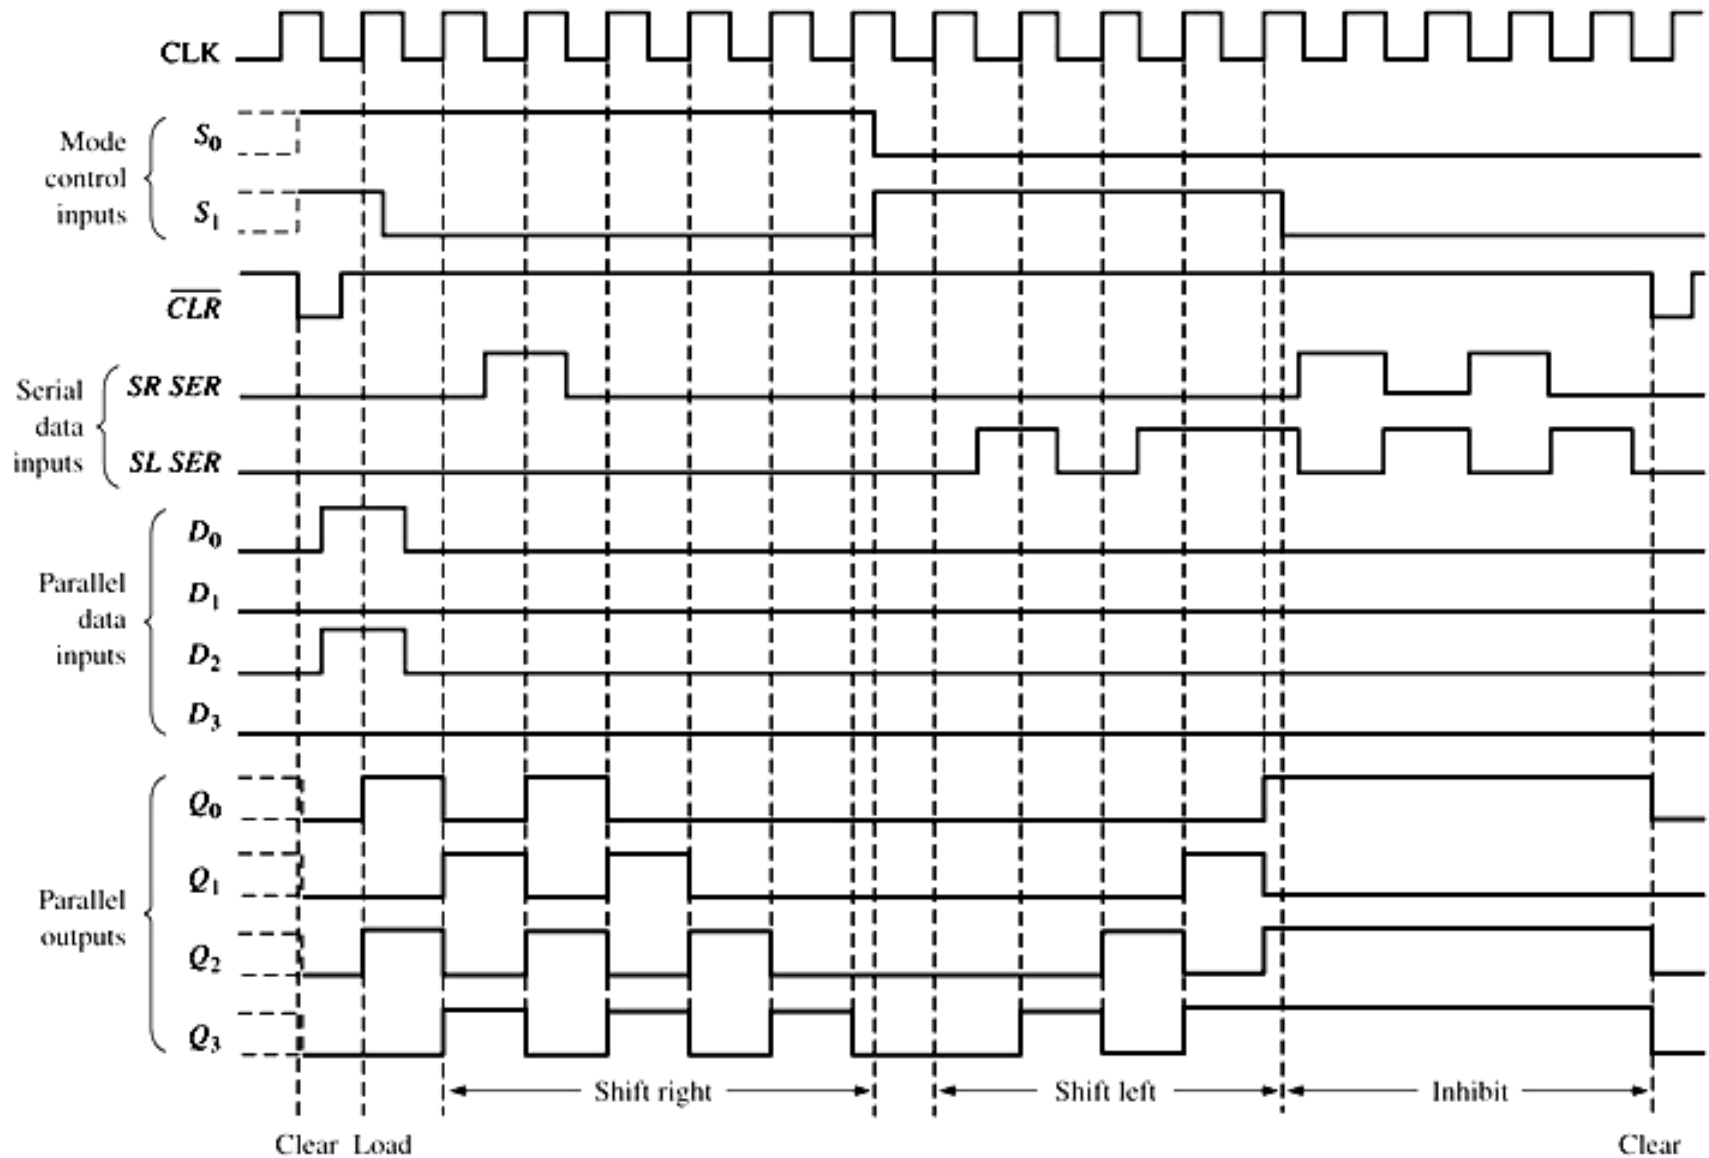 CLK
Mode
control
inputs
S₀
S₁
C̅L̅R̅
Serial
data
inputs
SR SER
SL SER
Parallel
data
inputs
D₀
D₁
D₂
D₃
Parallel
outputs
Q₀
Q₁
Q₂
Q₃
Shift right
Shift left
Inhibit
Clear
Load
Clear